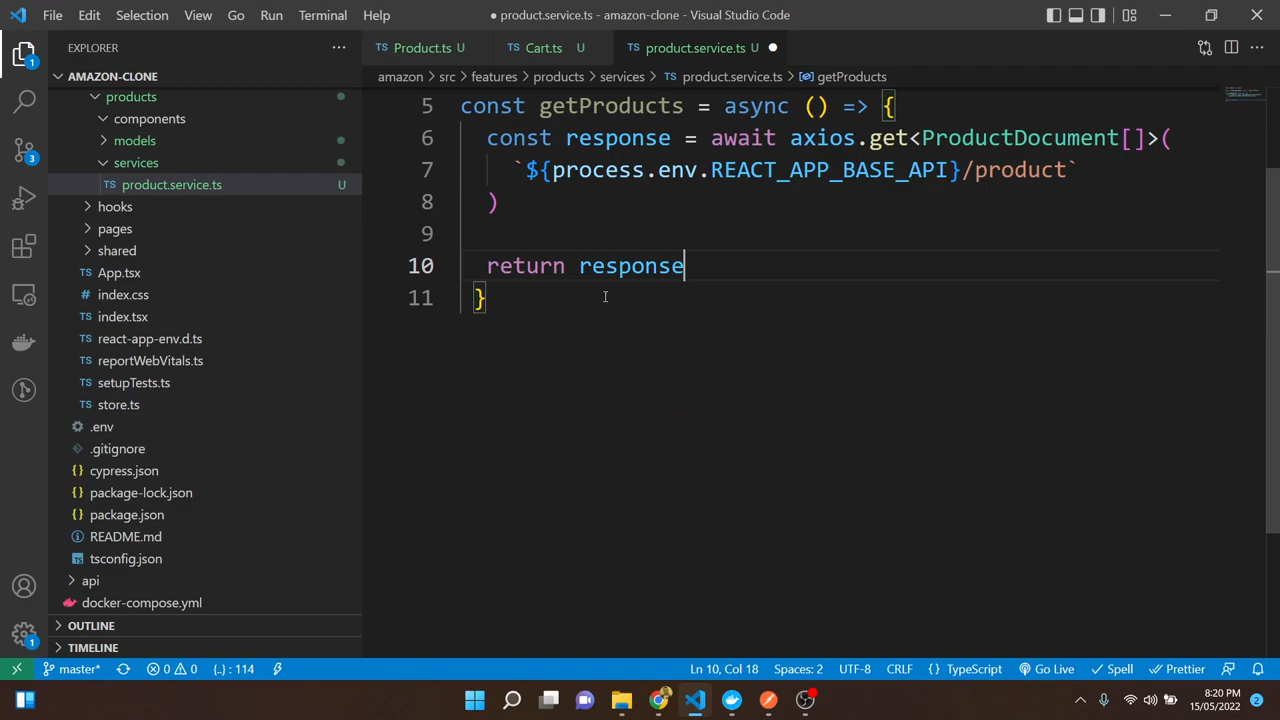 File Edit Selection View Go Run Terminal Help
● product.service.ts - amazon-clone - Visual Studio Code
EXPLORER
AMAZON-CLONE
products
components
models
services
TS product.service.ts U
hooks
pages
shared
TS App.tsx
TS index.css
TS index.tsx
TS react-app-env.d.ts
TS reportWebVitals.ts
TS setupTests.ts
TS store.ts
.env
.gitignore
{} cypress.json
{} package-lock.json
{} package.json
README.md
tsconfig.json
api
docker-compose.yml
OUTLINE
TIMELINE
TS Product.ts U
TS Cart.ts U
TS product.service.ts U ●
amazon > src > features > products > services > TS product.service.ts > getProducts
5 const getProducts = async () => {
6 const response = await axios.get<ProductDocument[]>(
7 `${process.env.REACT_APP_BASE_API}/product`
8 )
9
10 return response
11 }
1
3
1
master* 0 0 {..} : 114
Ln 10, Col 18 Spaces: 2 UTF-8 CRLF {} TypeScript Go Live Spell Prettier
8:20 PM
15/05/2022
2